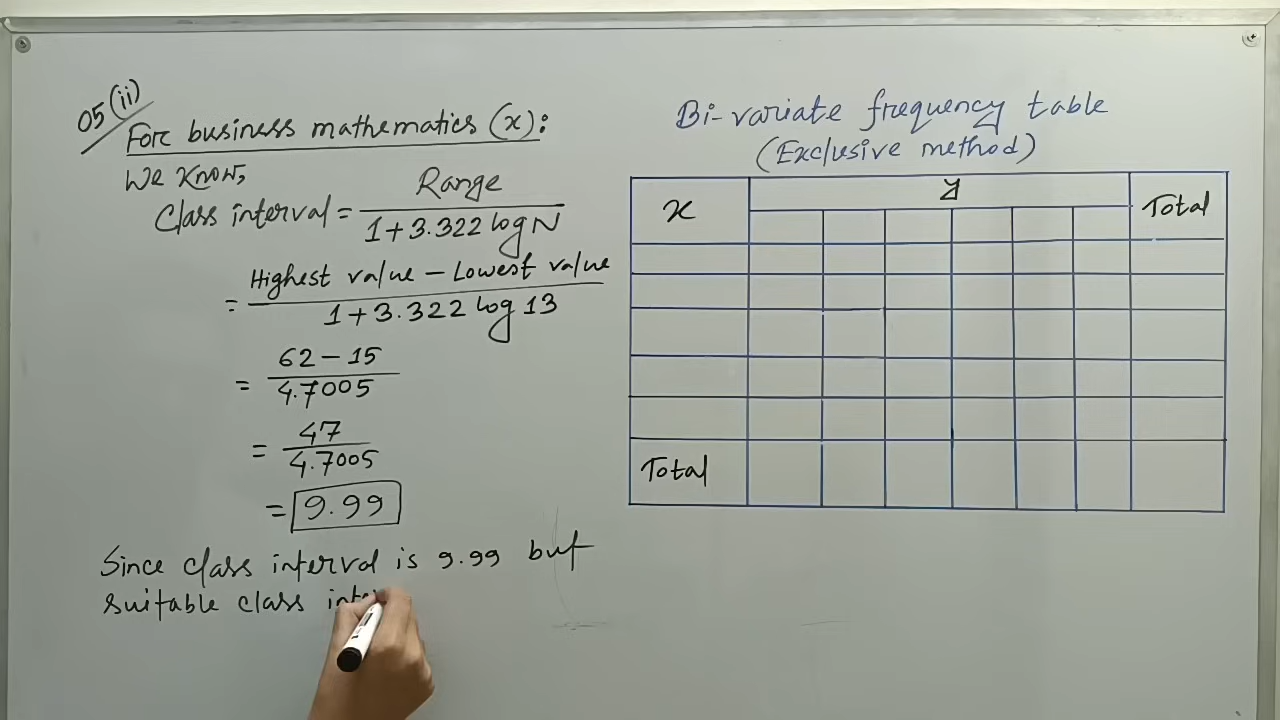 05(ii)
For business mathematics (x):
We know,
Class interval = Range / 1+3.322 log N
= Highest value - Lowest value / 1+3.322 log 13
= 62-15 / 4.7005
= 47 / 4.7005
= 9.99
Since class interval is 9.99 but
suitable class inte
Bi-variate frequency table
(Exclusive method)
x y Total
Total